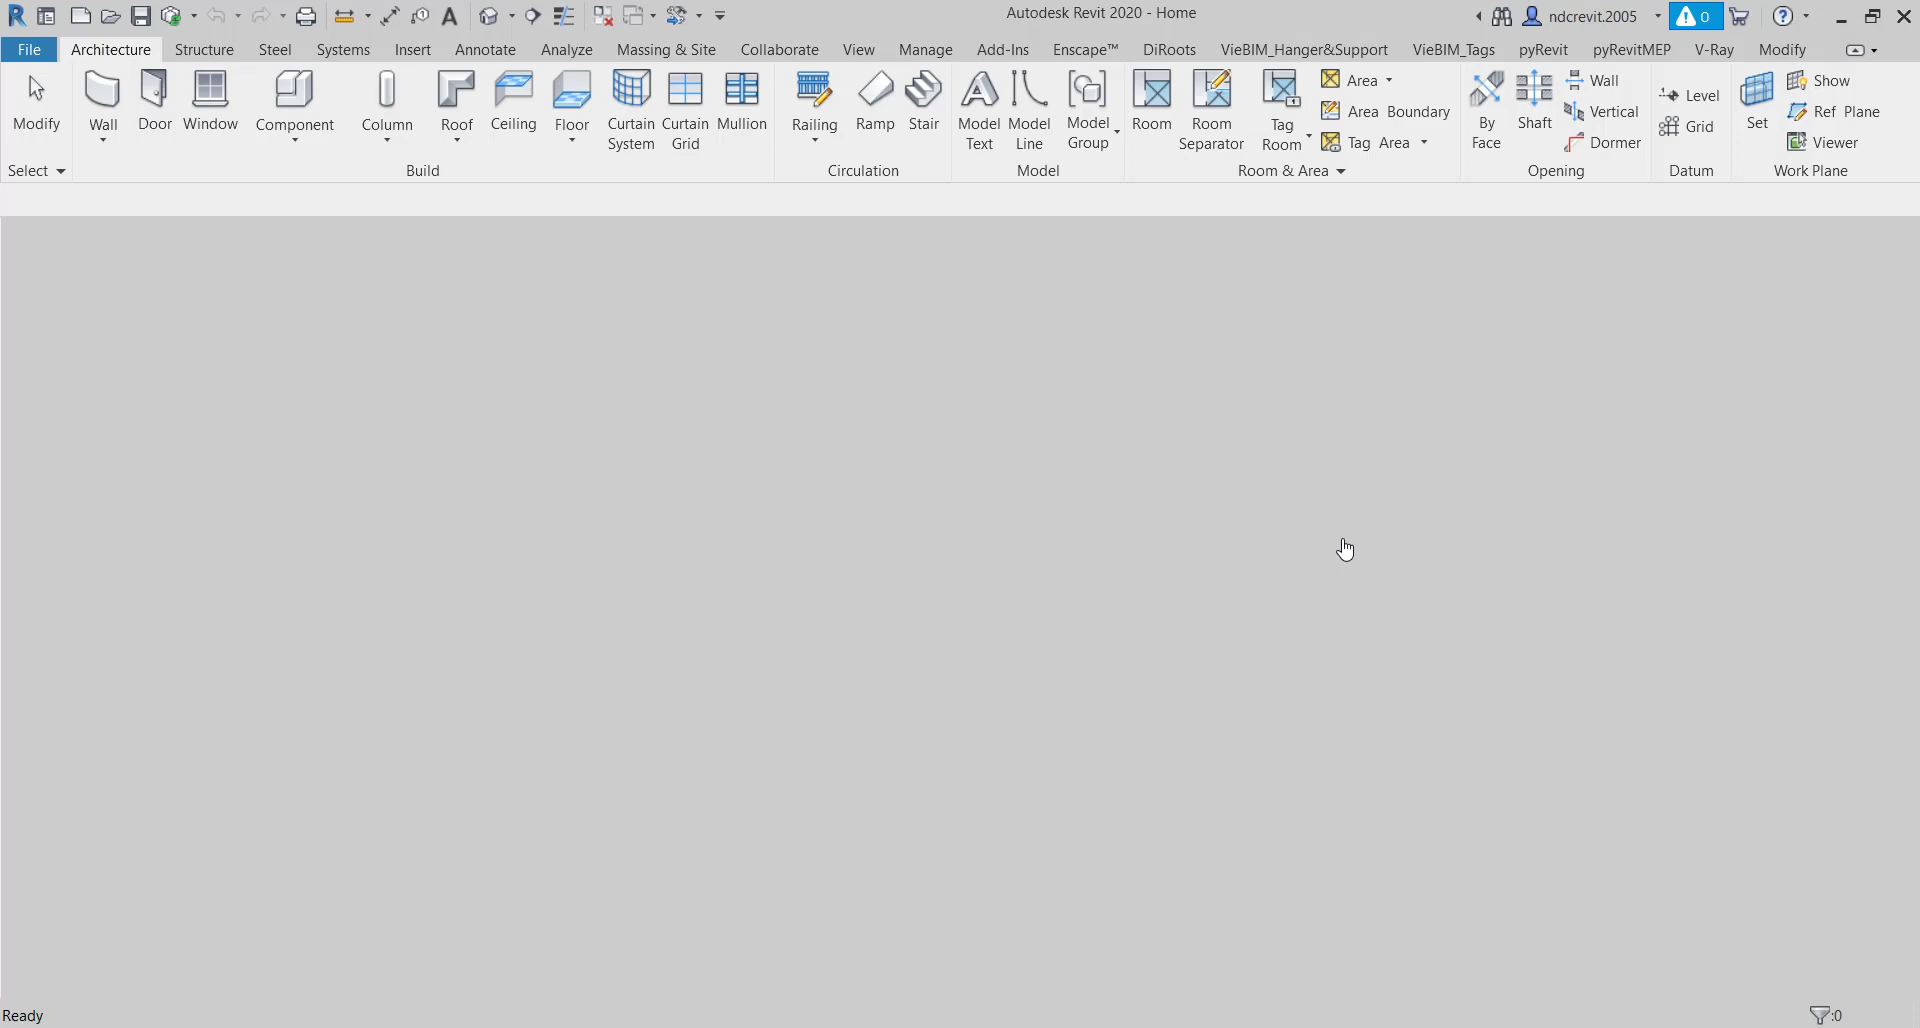 Autodesk Revit 2020 - Home
ndcrevit.2005
0
File Architecture Structure Steel Systems Insert Annotate Analyze Massing & Site Collaborate View Manage Add-Ins Enscape™ DiRoots VieBIM_Hanger&Support VieBIM_Tags pyRevit pyRevitMEP V-Ray Modify
Modify
Wall
Door
Window
Component
Column
Roof
Ceiling
Floor
Curtain
System
Curtain
Grid
Mullion
Railing
Ramp
Stair
Model
Text
Model
Line
Model
Group
Room
Room
Separator
Tag
Room
Area
Area Boundary
Tag Area
By
Face
Shaft
Wall
Vertical
Dormer
Level
Grid
Set
Show
Ref Plane
Viewer
Select Build Circulation Model Room & Area Opening Datum Work Plane
Ready
:0